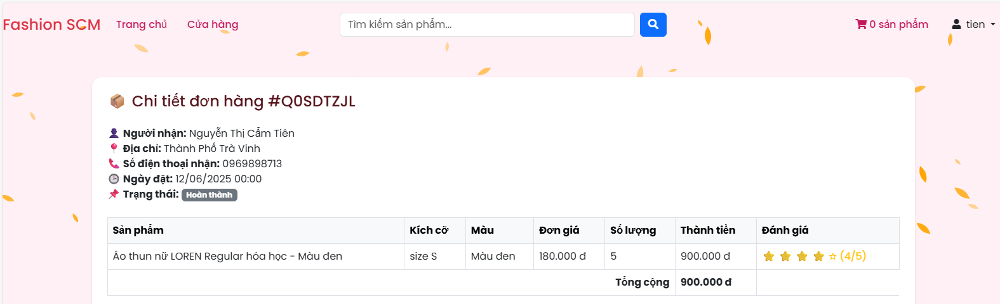 Fashion SCM Trang chủ Cửa hàng Tìm kiếm sản phẩm... 0 sản phẩm tien
Chi tiết đơn hàng #Q0SDTZJL
Người nhận: Nguyễn Thị Cẩm Tiên
Địa chỉ: Thành Phố Trà Vinh
Số điện thoại nhận: 0969898713
Ngày đặt: 12/06/2025 00:00
Trạng thái: Hoàn thành
Sản phẩm Kích cỡ Màu Đơn giá Số lượng Thành tiền Đánh giá
Áo thun nữ LOREN Regular hóa học - Màu đen size S Màu đen 180.000 đ 5 900.000 đ (4/5)
Tổng cộng 900.000 đ